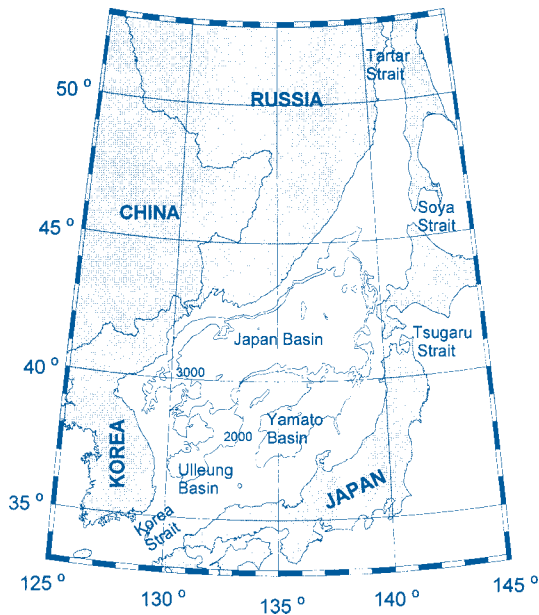 Tartar
Strait
50 o
RUSSIA
CHINA
Soya
Strait
45 o
Japan Basin
Tsugaru
Strait
40 o
3000
Yamato
Basin
2000
KOREA
Ulleung
Basin
JAPAN
35 o
Korea
Strait
125 o
130 o
135 o
140 o
145 o